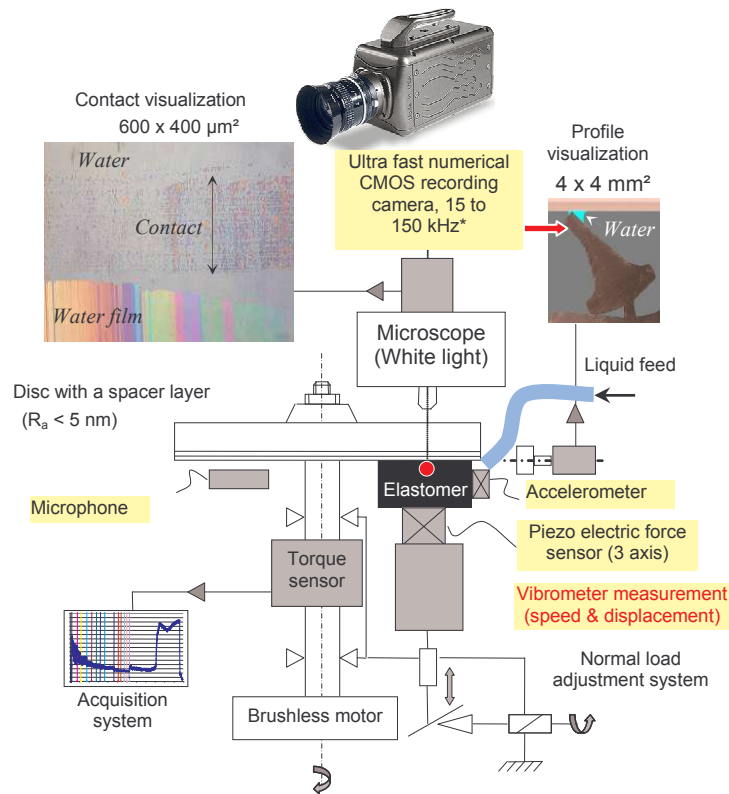 Contact visualization
600 x 400 µm²
Water
Contact
Water film
Ultra fast numerical
CMOS recording
camera, 15 to
150 kHz*
Profile
visualization
4 x 4 mm²
Water
Microscope
(White light)
Liquid feed
Disc with a spacer layer
(Rₐ < 5 nm)
Elastomer
Accelerometer
Microphone
Piezo electric force
sensor (3 axis)
Torque
sensor
Vibrometer measurement
(speed & displacement)
Normal load
adjustment system
Acquisition
system
Brushless motor